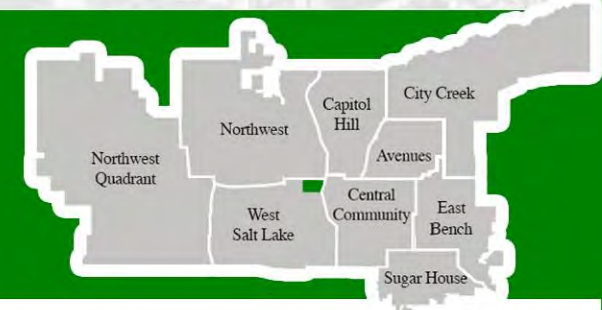 City Creek
Capitol
Hill
Northwest
Avenues
Northwest
Quadrant
Central
Community
West
Salt Lake
East
Bench
Sugar House